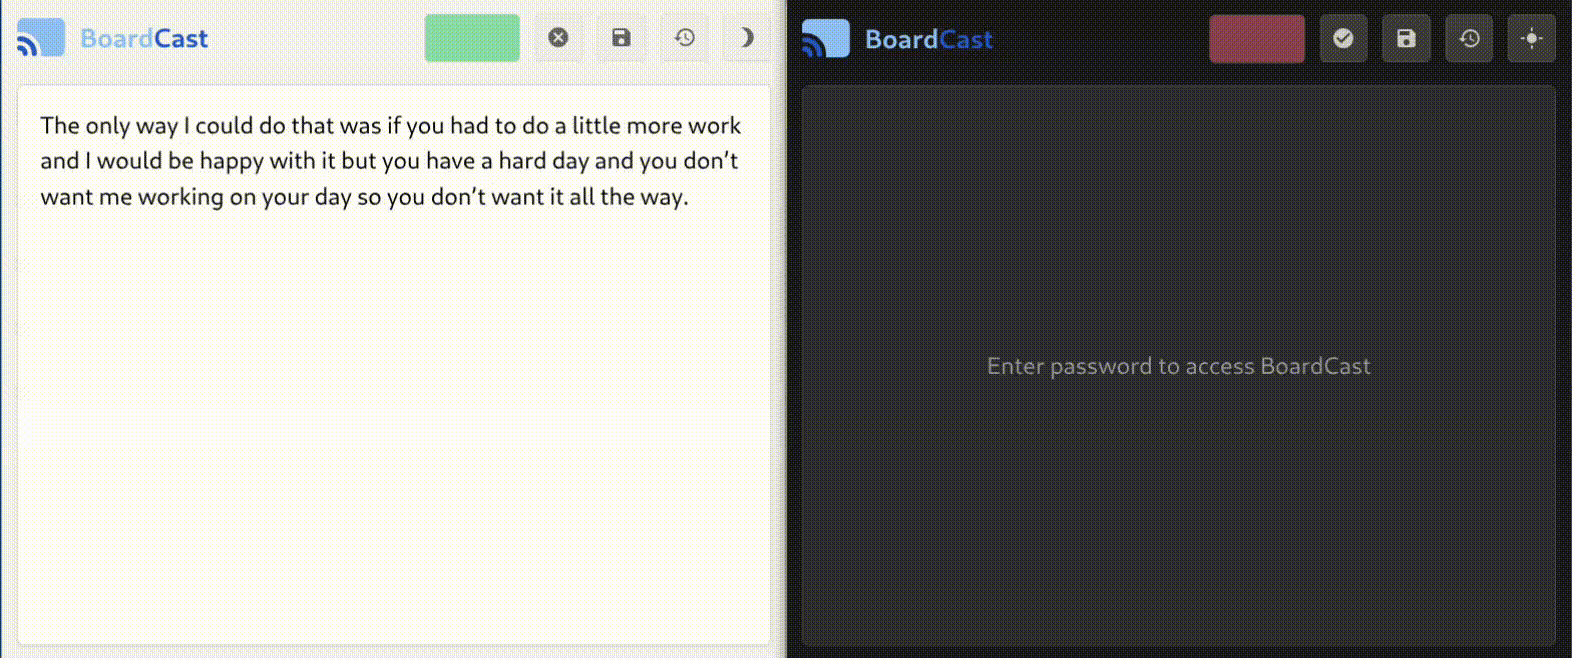 BoardCast
The only way I could do that was if you had to do a little more work
and I would be happy with it but you have a hard day and you don't
want me working on your day so you don't want it all the way.
BoardCast
Enter password to access BoardCast